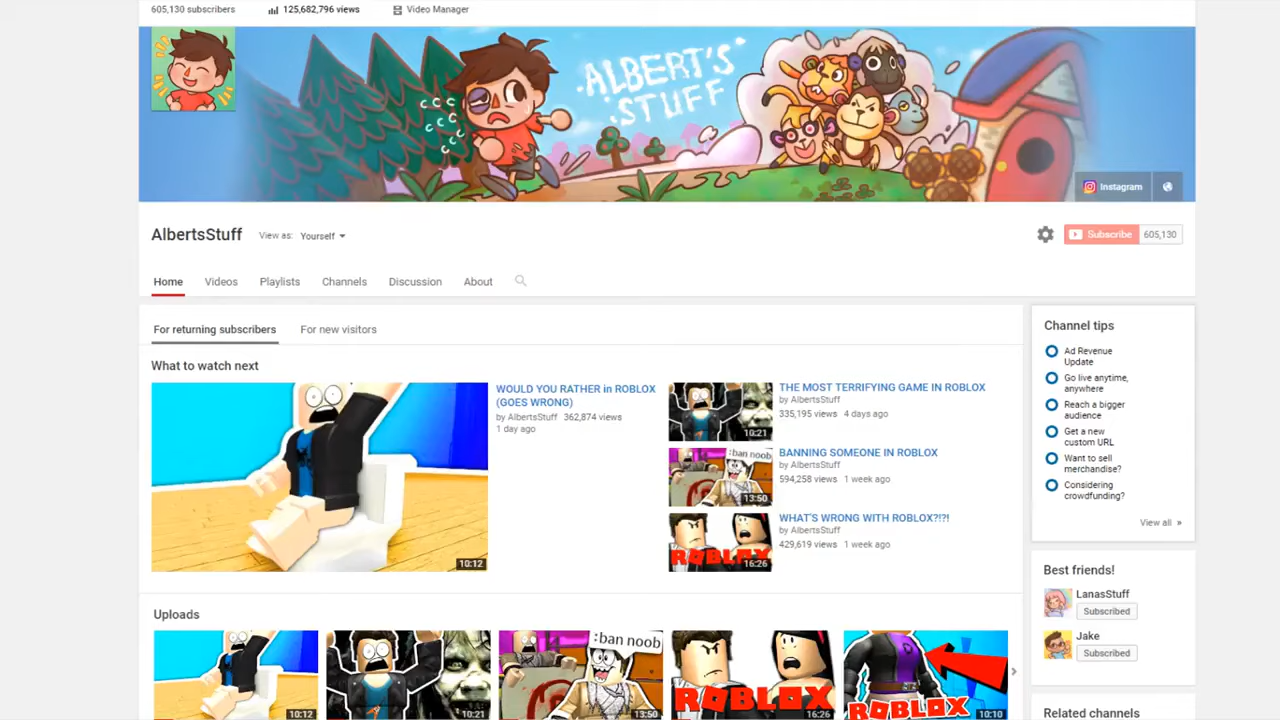 605,130 subscribers 125,682,796 views Video Manager
ALBERT'S
STUFF
Instagram
AlbertsStuff View as: Yourself
Subscribe 605,130
Home Videos Playlists Channels Discussion About
For returning subscribers For new visitors
What to watch next
WOULD YOU RATHER in ROBLOX
(GOES WRONG)
by AlbertsStuff 362,874 views
1 day ago
10:12
THE MOST TERRIFYING GAME IN ROBLOX
by AlbertsStuff
335,195 views 4 days ago
10:21
:ban noob
BANNING SOMEONE IN ROBLOX
by AlbertsStuff
594,258 views 1 week ago
13:50
WHAT'S WRONG WITH ROBLOX?!?!
by AlbertsStuff
429,619 views 1 week ago
ROBLOX
16:26
Uploads
10:12
10:21
:ban noob
13:50
ROBLOX
16:26
ROBLOX
10:10
Channel tips
Ad Revenue
Update
Go live anytime,
anywhere
Reach a bigger
audience
Get a new
custom URL
Want to sell
merchandise?
Considering
crowdfunding?
View all »
Best friends!
LanasStuff
Subscribed
Jake
Subscribed
Related channels